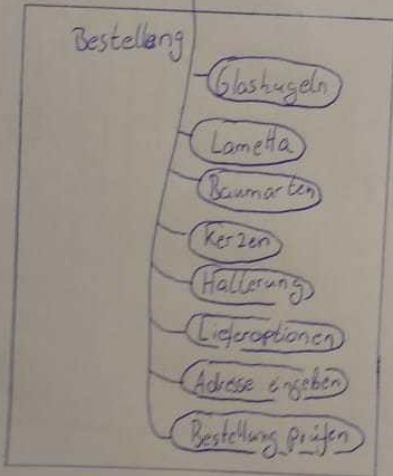 Bestellung
Glaskugeln
Lametta
Baumarten
Kerzen
Halterung
Lieferoptionen
Adresse eingeben
Bestellung prüfen